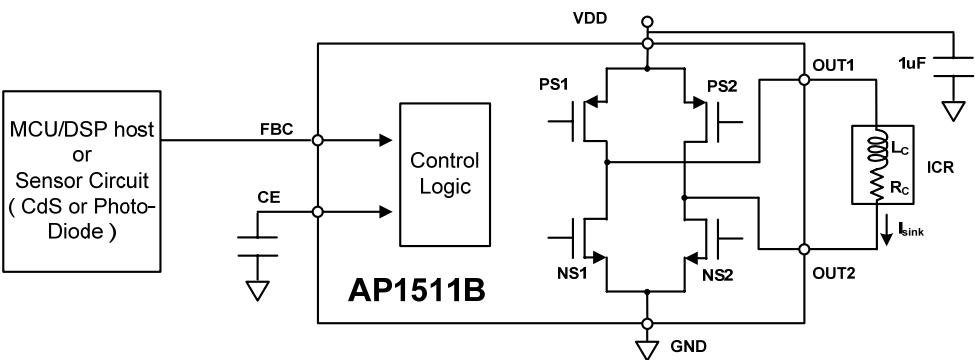 VDD
OUT1
1uF
PS1
PS2
MCU/DSP host
or
Sensor Circuit
( CdS or Photo-
Diode )
FBC
CE
Control
Logic
LC
RC
ICR
Isink
NS1
NS2
OUT2
AP1511B
GND